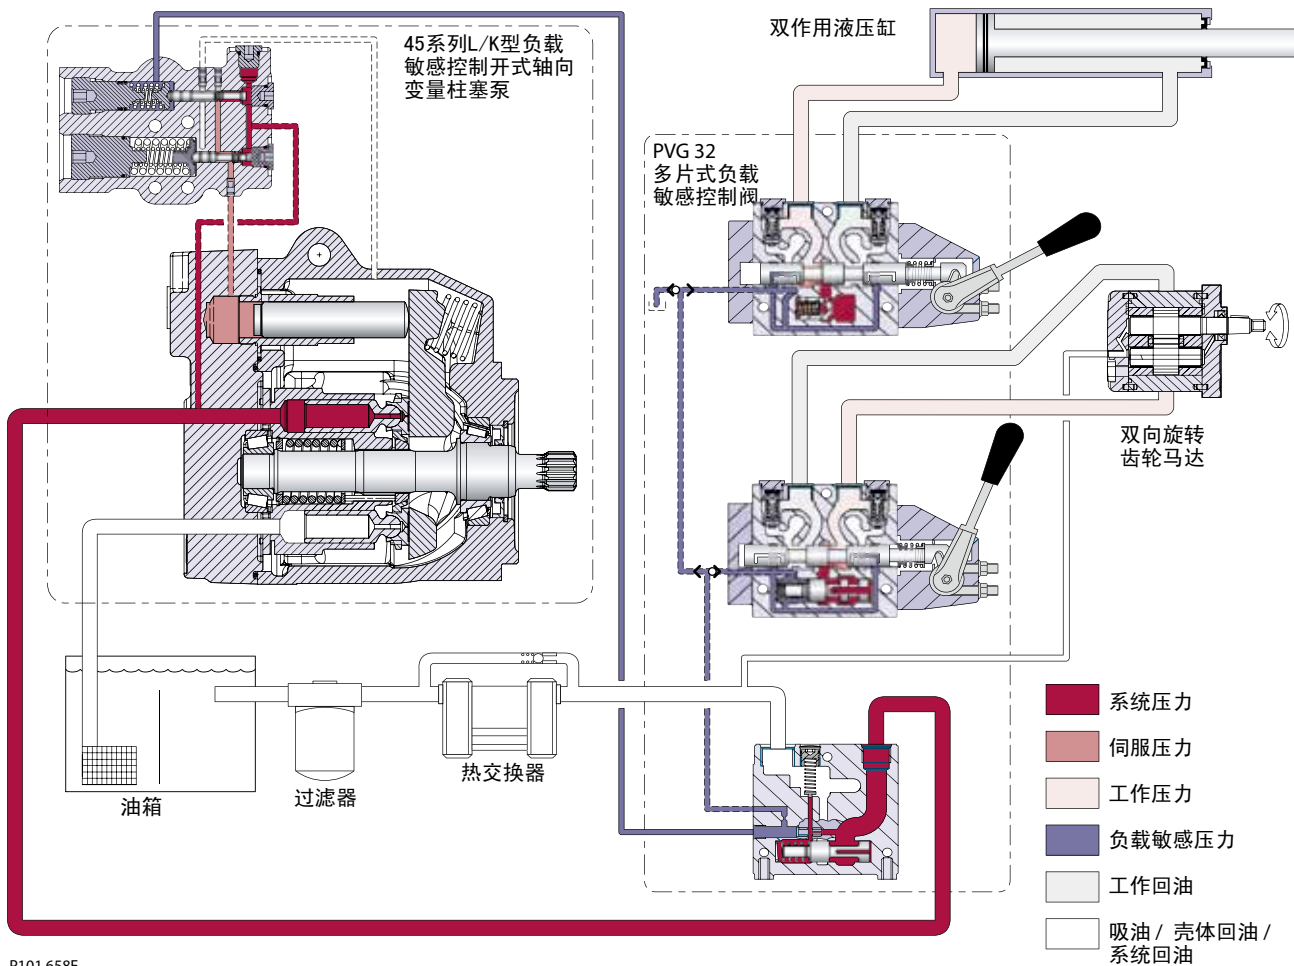 双作用液压缸
45系列L/K型负载
敏感控制开式轴向
变量柱塞泵
PVG 32
多片式负载
敏感控制阀
双向旋转
齿轮马达
热交换器
过滤器
油箱
系统压力
伺服压力
工作压力
负载敏感压力
工作回油
吸油 / 壳体回油 /
系统回油
P101 658E